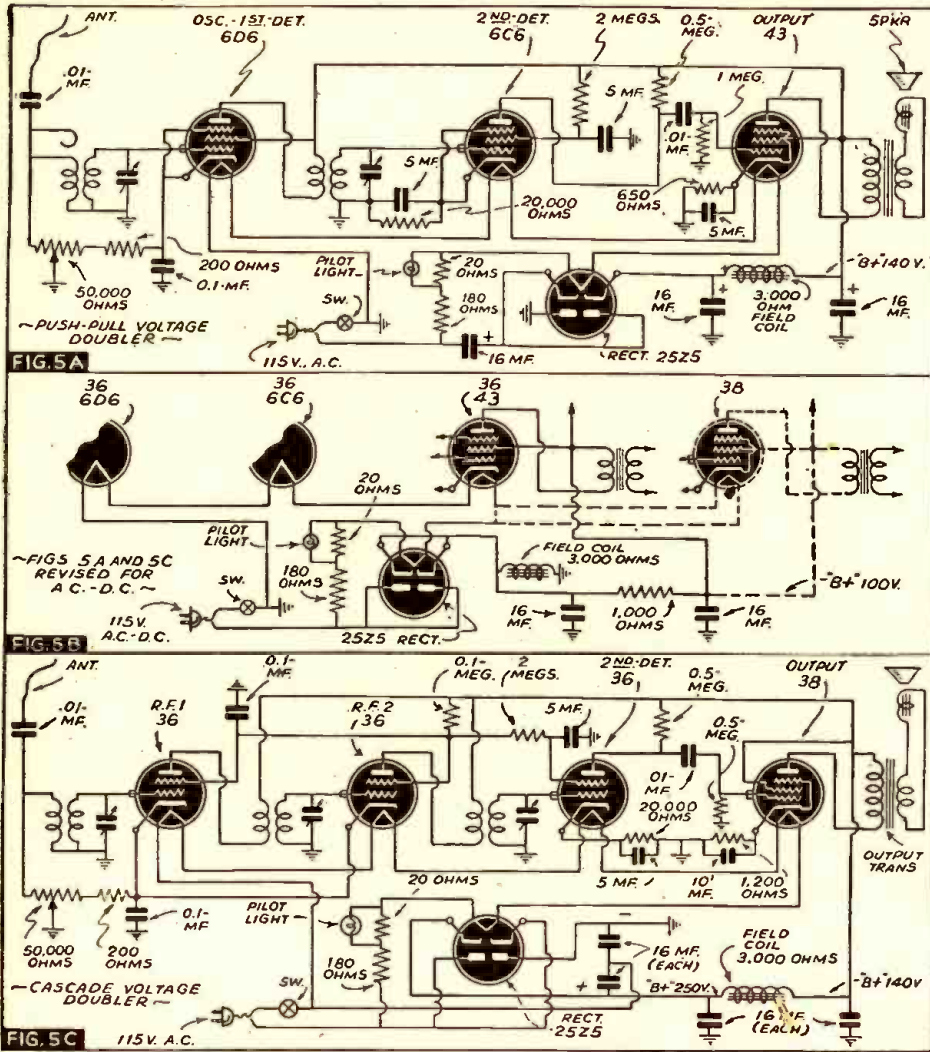 ANT.
OSC.-1ST-DET.
6D6
2ND-DET.
6C6
2 MEGS.
0.5-
MEG.
OUTPUT
43
SPKR
.01-
MF.
5 MF.
1 MEG.
.01-
MF.
5 MF.
20,000
OHMS
650
OHMS
5 MF.
200 OHMS
0.1-MF.
50,000
OHMS
PILOT
LIGHT
20
OHMS
180
OHMS
SW.
16 MF.
+
RECT. 25Z5
+
16
MF.
3,000
OHM
FIELD
COIL
"B+" 140 V.
+
16
MF.
~PUSH-PULL VOLTAGE
DOUBLER~
115 V., A.C.
FIG. 5A
36
6D6
36
6C6
36
43
38
20
OHMS
PILOT
LIGHT
180
OHMS
FIELD COIL
3,000 OHMS
~FIGS 5A AND 5C
REVISED FOR
A.C.-D.C.~
SW.
115 V.
A.C.-D.C.
25Z5 RECT.
16
MF.
1,000
OHMS
16
MF.
"B+" 100 V.
FIG. 5B
ANT.
.01-
MF.
R.F.1
36
0.1-
MF.
R.F.2
36
0.1-
MEG.
2
MEGS.
2ND-DET.
36
5 MF.
0.5-
MEG.
0.5-
MEG.
OUTPUT
38
.01-
MF.
20,000
OHMS
5 MF.
10
MF.
1,200
OHMS
OUTPUT
TRANS
50,000
OHMS
200
OHMS
0.1-
MF
PILOT
LIGHT
20 OHMS
180
OHMS
SW.
-
16 MF.
(EACH)
+
RECT.
25Z5
"B+" 250V.
FIELD
COIL
3,000 OHMS
"B+" 140V
16 MF.
(EACH)
~CASCADE VOLTAGE
DOUBLER~
115 V. A.C.
FIG. 5C